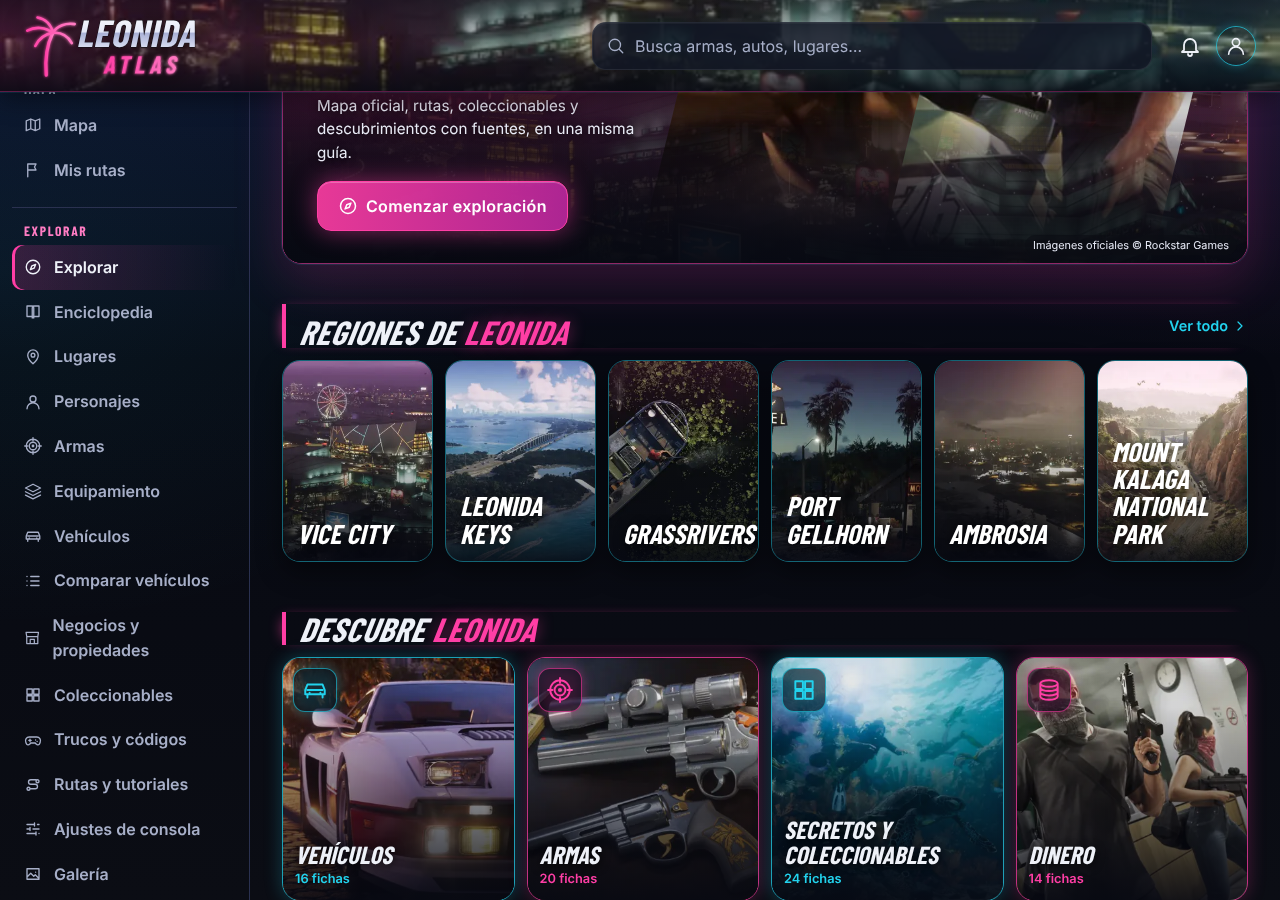 LEONIDA
ATLAS
Busca armas, autos, lugares...
Mapa
Mis rutas
EXPLORAR
Explorar
Enciclopedia
Lugares
Personajes
Armas
Equipamiento
Vehículos
Comparar vehículos
Negocios y
propiedades
Coleccionables
Trucos y códigos
Rutas y tutoriales
Ajustes de consola
Galería
Mapa oficial, rutas, coleccionables y
descubrimientos con fuentes, en una misma
guía.
Comenzar exploración
Imágenes oficiales © Rockstar Games
REGIONES DE LEONIDA
Ver todo
VICE CITY
LEONIDA
KEYS
GRASSRIVERS
PORT
GELLHORN
AMBROSIA
MOUNT
KALAGA
NATIONAL
PARK
DESCUBRE LEONIDA
VEHÍCULOS
16 fichas
ARMAS
20 fichas
SECRETOS Y
COLECCIONABLES
24 fichas
DINERO
14 fichas